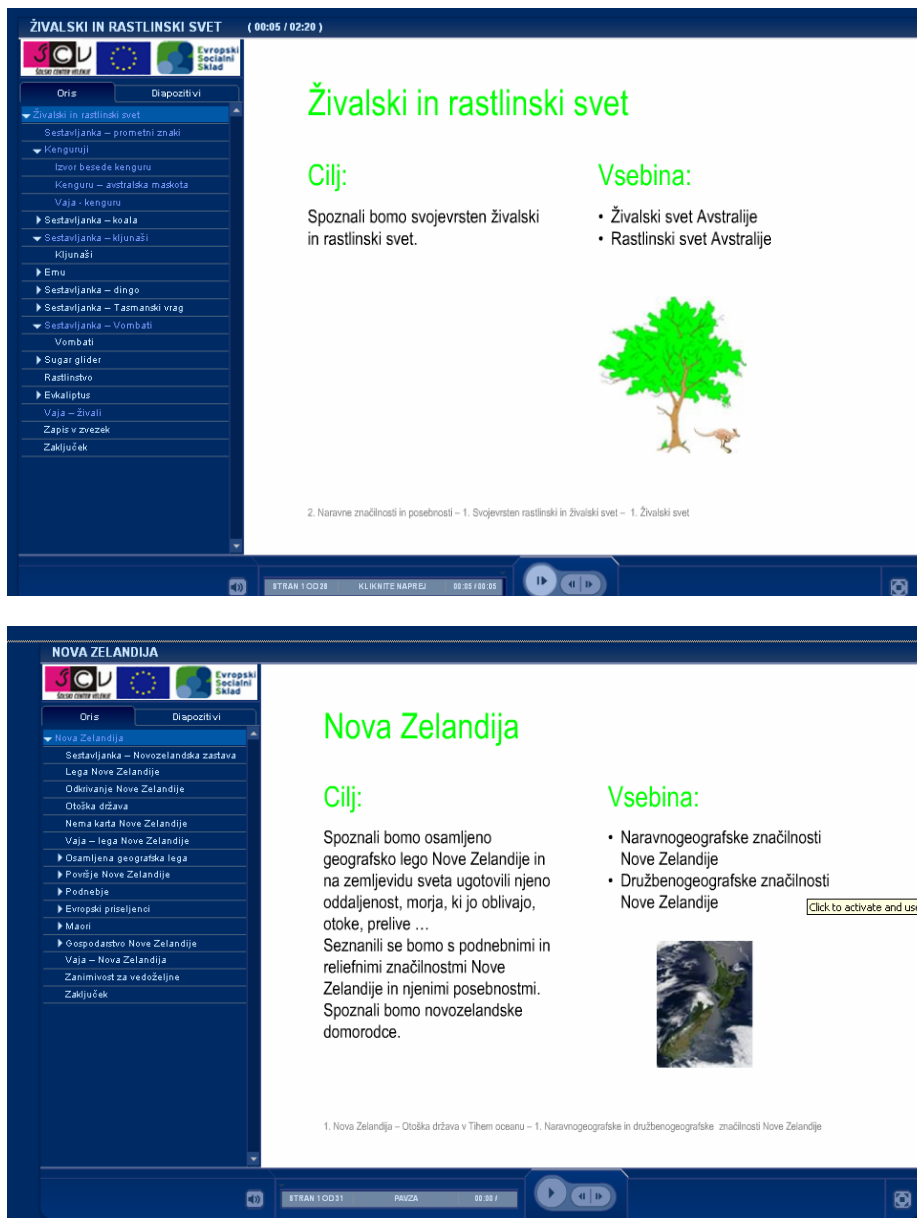 ŽIVALSKI IN RASTLINSKI SVET ( 00:05 / 02:20 )
SCV
ŠOLSKI CENTER VELENJE
Evropski
Socialni
Sklad
Oris Diapozitivi
Živalski in rastlinski svet
Sestavljanka – prometni znaki
Kenguruji
Izvor besede kenguru
Kenguru – avstralska maskota
Vaja - kenguru
Sestavljanka – koala
Sestavljanka – kljunaši
Kljunaši
Emu
Sestavljanka – dingo
Sestavljanka – Tasmanski vrag
Sestavljanka – Vombati
Vombati
Sugar glider
Rastlinstvo
Evkaliptus
Vaja – živali
Zapis v zvezek
Zaključek
Živalski in rastlinski svet
Cilj:
Spoznali bomo svojevrsten živalski
in rastlinski svet.
Vsebina:
• Živalski svet Avstralije
• Rastlinski svet Avstralije
2. Naravne značilnosti in posebnosti – 1. Svojevrsten rastlinski in živalski svet – 1. Živalski svet
STRAN 1 OD 28 KLIKNITE NAPREJ 00:05 / 00:05
NOVA ZELANDIJA
SCV
ŠOLSKI CENTER VELENJE
Evropski
Socialni
Sklad
Oris Diapozitivi
Nova Zelandija
Sestavljanka – Novozelandska zastava
Lega Nove Zelandije
Odkrivanje Nove Zelandije
Otoška država
Nema karta Nove Zelandije
Vaja – lega Nove Zelandije
Osamljena geografska lega
Površje Nove Zelandije
Podnebje
Evropski priseljenci
Maori
Gospodarstvo Nove Zelandije
Vaja – Nova Zelandija
Zanimivost za vedoželjne
Zaključek
Nova Zelandija
Cilj:
Spoznali bomo osamljeno
geografsko lego Nove Zelandije in
na zemljevidu sveta ugotovili njeno
oddaljenost, morja, ki jo oblivajo,
otoke, prelive …
Seznanili se bomo s podnebnimi in
reliefnimi značilnostmi Nove
Zelandije in njenimi posebnostmi.
Spoznali bomo novozelandske
domorodce.
Vsebina:
• Naravnogeografske značilnosti
Nove Zelandije
• Družbenogeografske značilnosti
Nove Zelandije
Click to activate and use
1. Nova Zelandija – Otoška država v Tihem oceanu – 1. Naravnogeografske in družbenogeografske značilnosti Nove Zelandije
STRAN 1 OD 31 PAVZA 00:00 /